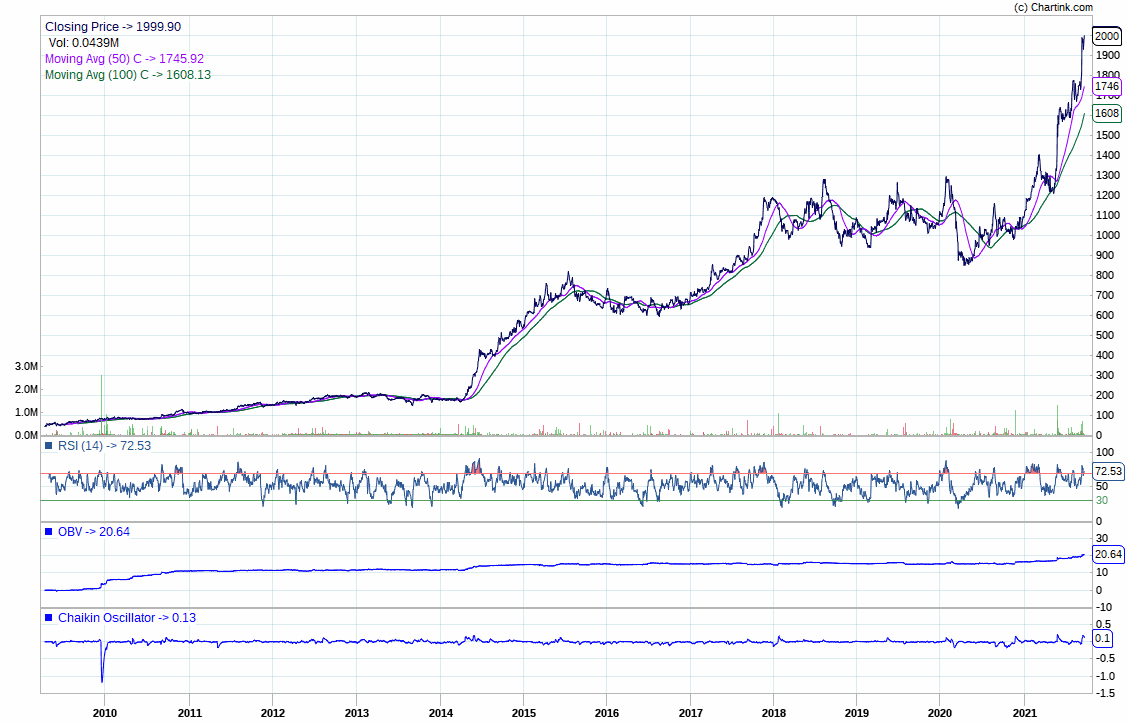 (c) Chartink.com
Closing Price -> 1999.90
Vol: 0.0439M
Moving Avg (50) C -> 1745.92
Moving Avg (100) C -> 1608.13
2000
1900
1800
1746
1700
1608
1500
1400
1300
1200
1100
1000
900
800
700
600
500
400
300
200
100
0
3.0M
2.0M
1.0M
0.0M
RSI (14) -> 72.53
100
72.53
50
30
0
OBV -> 20.64
30
20.64
10
0
-10
Chaikin Oscillator -> 0.13
0.5
0.1
-0.5
-1.0
-1.5
2010 2011 2012 2013 2014 2015 2016 2017 2018 2019 2020 2021